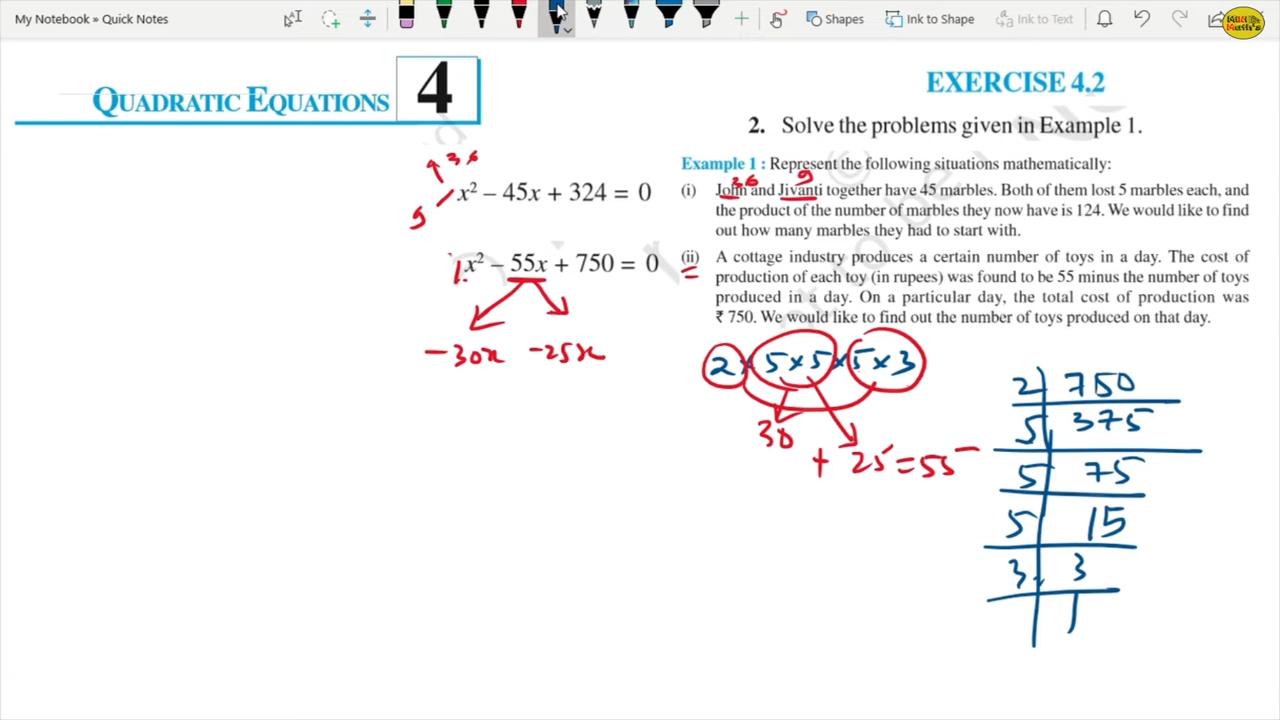 My Notebook » Quick Notes
Shapes
Ink to Shape
Ink to Text
QUADRATIC EQUATIONS 4
EXERCISE 4.2
2. Solve the problems given in Example 1.
Example 1 : Represent the following situations mathematically:
36 9
(i) John and Jivanti together have 45 marbles. Both of them lost 5 marbles each, and
the product of the number of marbles they now have is 124. We would like to find
out how many marbles they had to start with.
(ii) A cottage industry produces a certain number of toys in a day. The cost of
production of each toy (in rupees) was found to be 55 minus the number of toys
produced in a day. On a particular day, the total cost of production was
₹ 750. We would like to find out the number of toys produced on that day.
36
x² – 45x + 324 = 0
9
1x² – 55x + 750 = 0
-30x -25x
2 × 5 × 5 × 5 × 3
30
+ 25 = 55
2 750
5 375
5 75
5 15
3 3
1